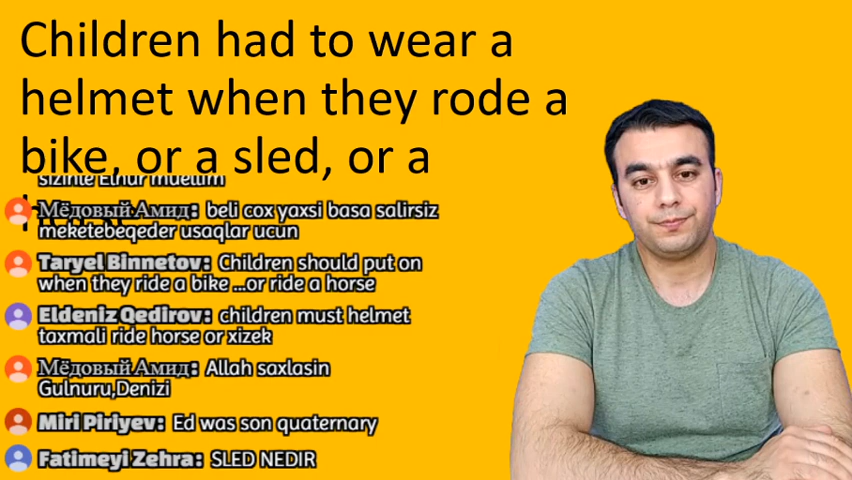 Children had to wear a
helmet when they rode a
bike, or a sled, or a
sizinle Elnur muellim
Мёдовый Амид: beli cox yaxsi basa salirsiz
meketebeqeder usaqlar ucun
Taryel Binnetov: Children should put on
when they ride a bike ...or ride a horse
Eldeniz Qedirov: children must helmet
taxmali ride horse or xizek
Мёдовый Амид: Allah saxlasin
Gulnuru,Denizi
Miri Piriyev: Ed was son quaternary
Fatimeyi Zehra: SLED NEDIR